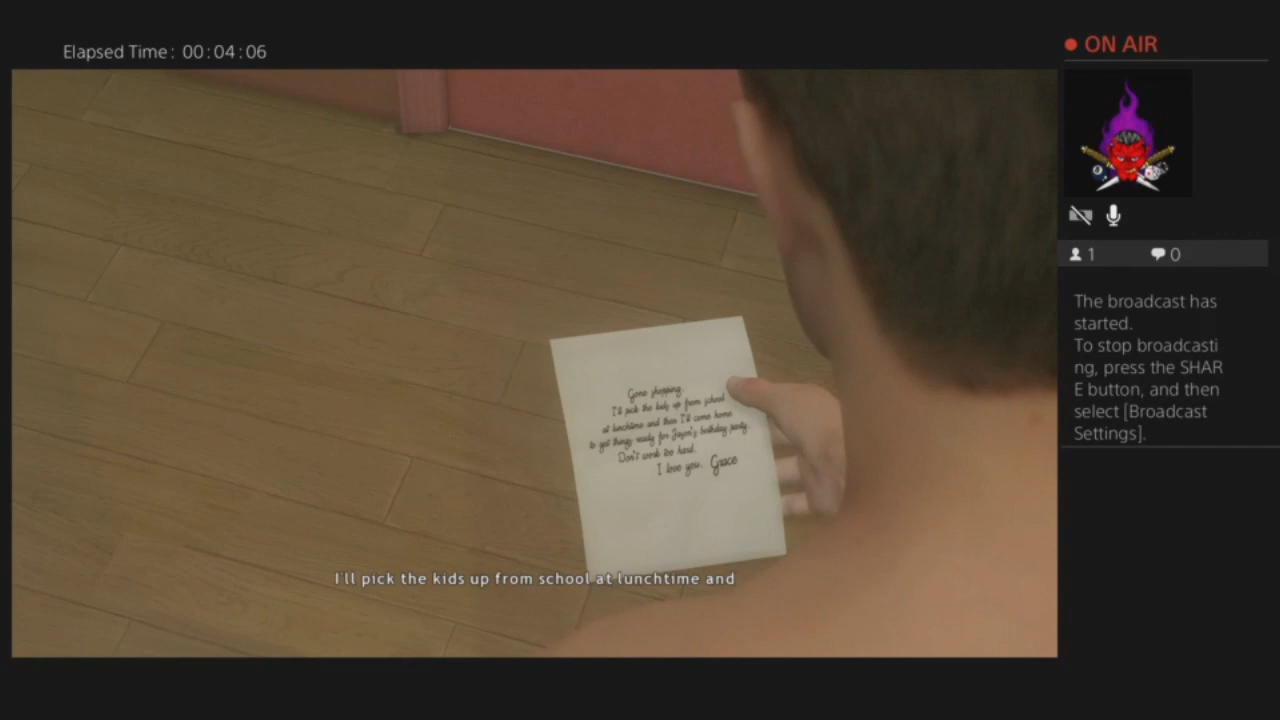 Elapsed Time: 00:04:06
ON AIR
1
0
The broadcast has
started.
To stop broadcasti
ng, press the SHAR
E button, and then
select [Broadcast
Settings].
Gone shopping.
I'll pick the kids up from school
at lunchtime and then I'll come home
to get things ready for Jason's birthday party.
Don't work too hard.
I love you. Grace
I'll pick the kids up from school at lunchtime and